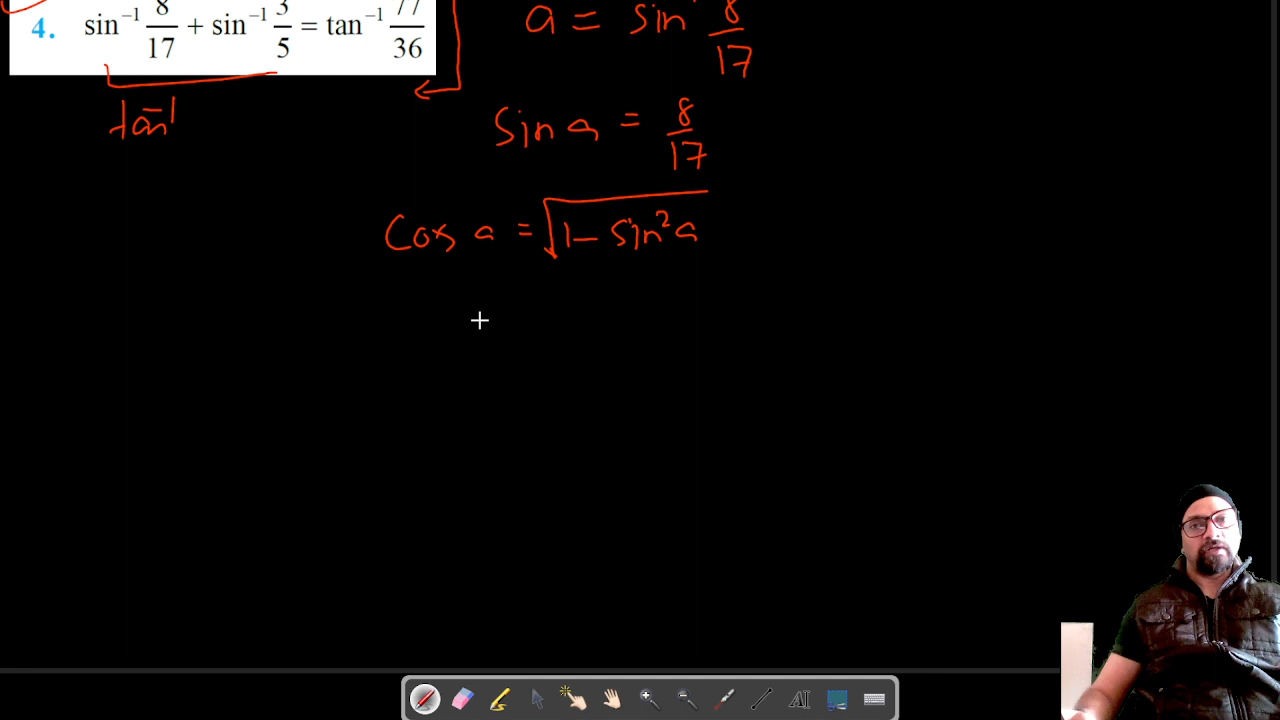 4. sin⁻¹ 8/17 + sin⁻¹ 3/5 = tan⁻¹ 77/36
a = sin⁻¹ 8/17
tan⁻¹
Sin a = 8/17
Cos a = √(1 - sin²a)
AI